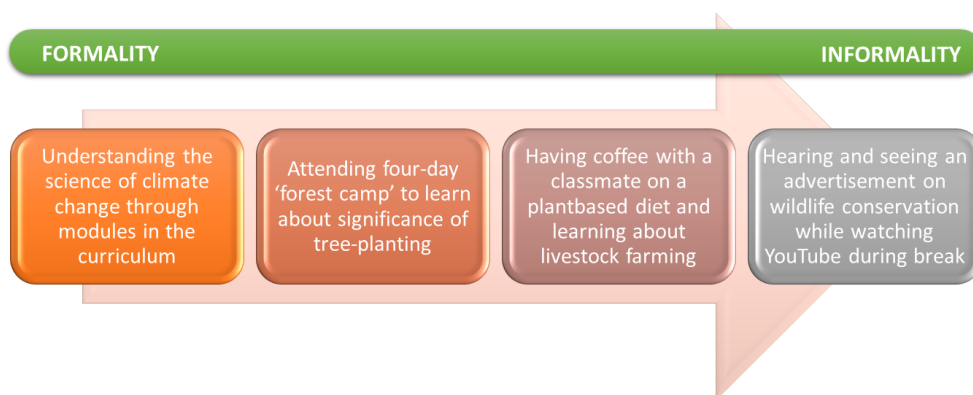 FORMALITY
INFORMALITY
Understanding the
science of climate
change through
modules in the
curriculum
Attending four-day
‘forest camp’ to learn
about significance of
tree-planting
Having coffee with a
classmate on a
plantbased diet and
learning about
livestock farming
Hearing and seeing an
advertisement on
wildlife conservation
while watching
YouTube during break